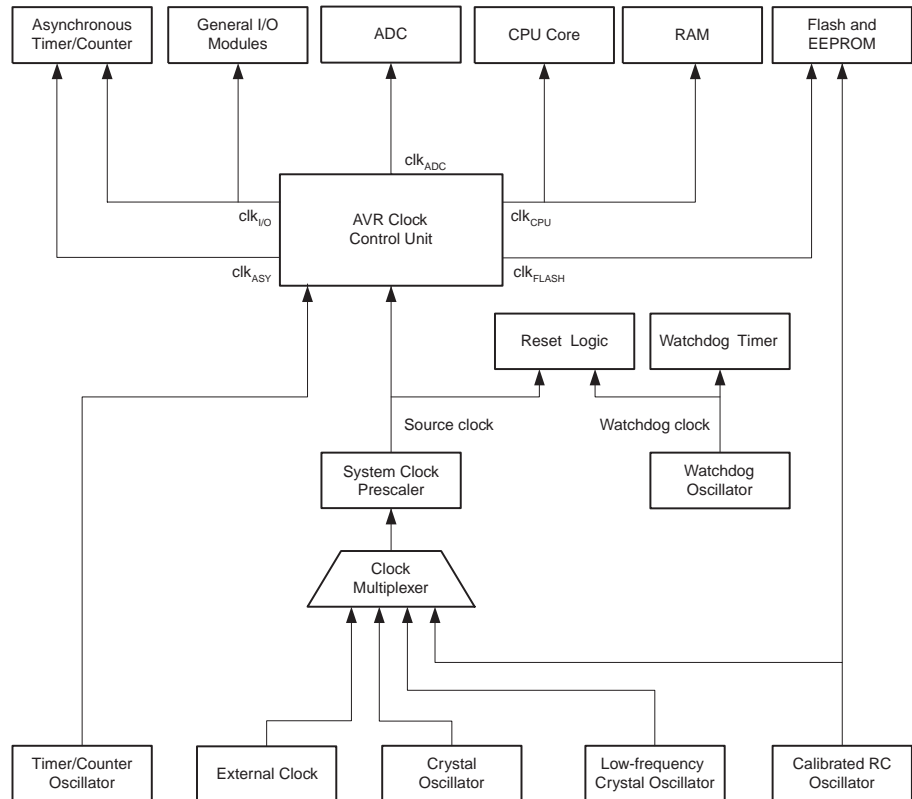 Asynchronous
Timer/Counter
General I/O
Modules
ADC
CPU Core
RAM
Flash and
EEPROM
clkADC
AVR Clock
Control Unit
clkI/O
clkCPU
clkASY
clkFLASH
Reset Logic
Watchdog Timer
Source clock
Watchdog clock
System Clock
Prescaler
Watchdog
Oscillator
Clock
Multiplexer
Timer/Counter
Oscillator
External Clock
Crystal
Oscillator
Low-frequency
Crystal Oscillator
Calibrated RC
Oscillator